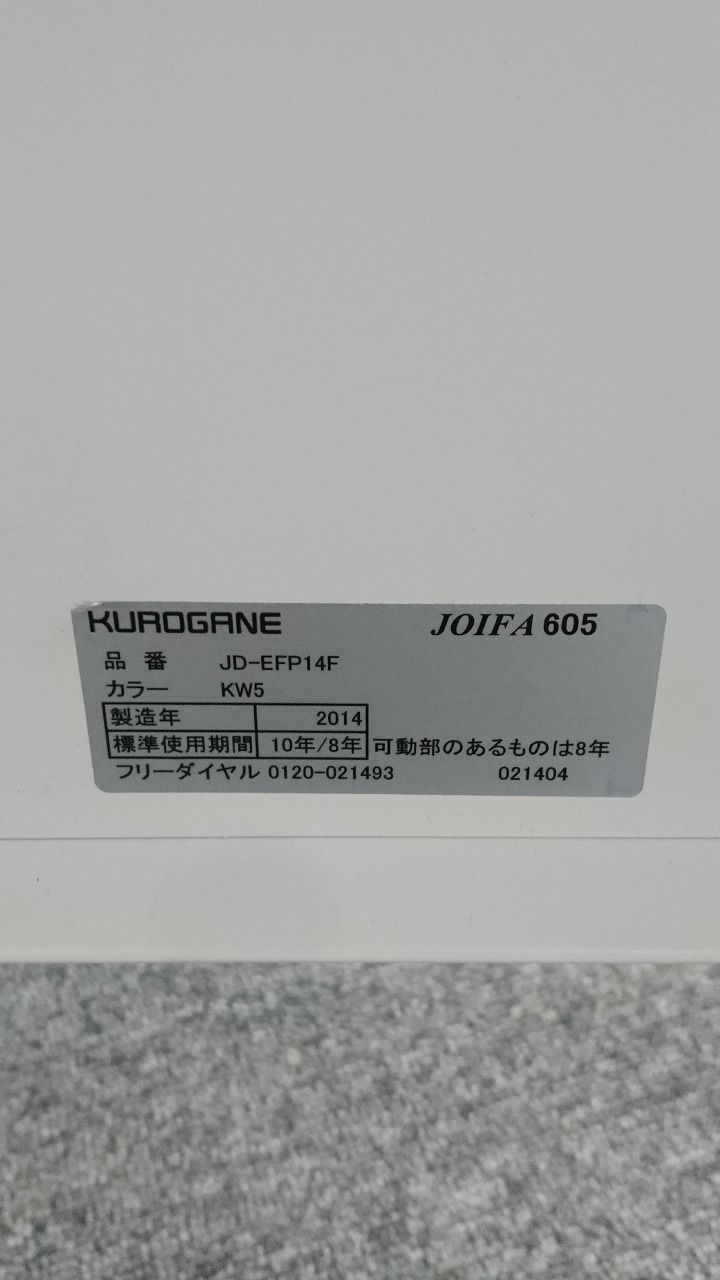 KUROGANE JOIFA 605
品番 JD-EFP14F
カラー KW5
製造年 2014
標準使用期間 10年/8年 可動部のあるものは8年
フリーダイヤル 0120-021493 021404